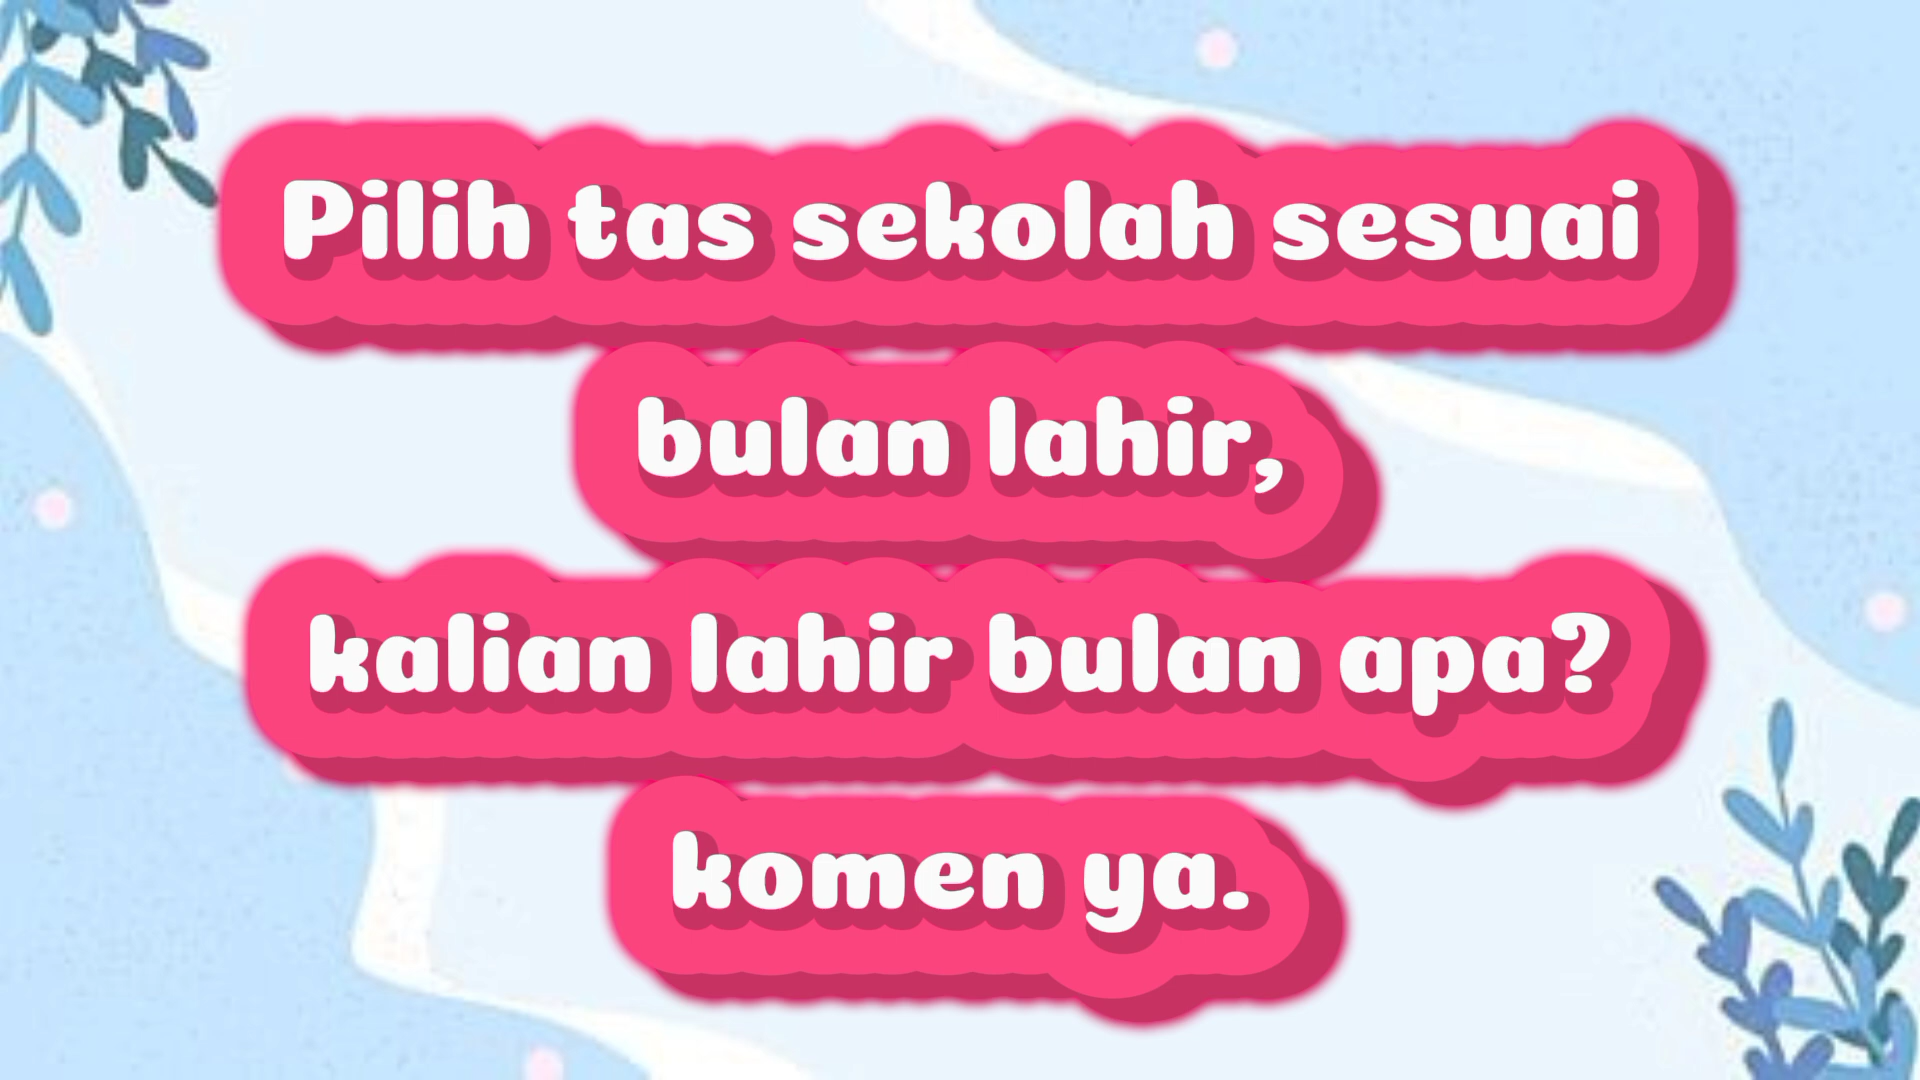 Pilih tas sekolah sesuai
bulan lahir,
kalian lahir bulan apa?
komen ya.